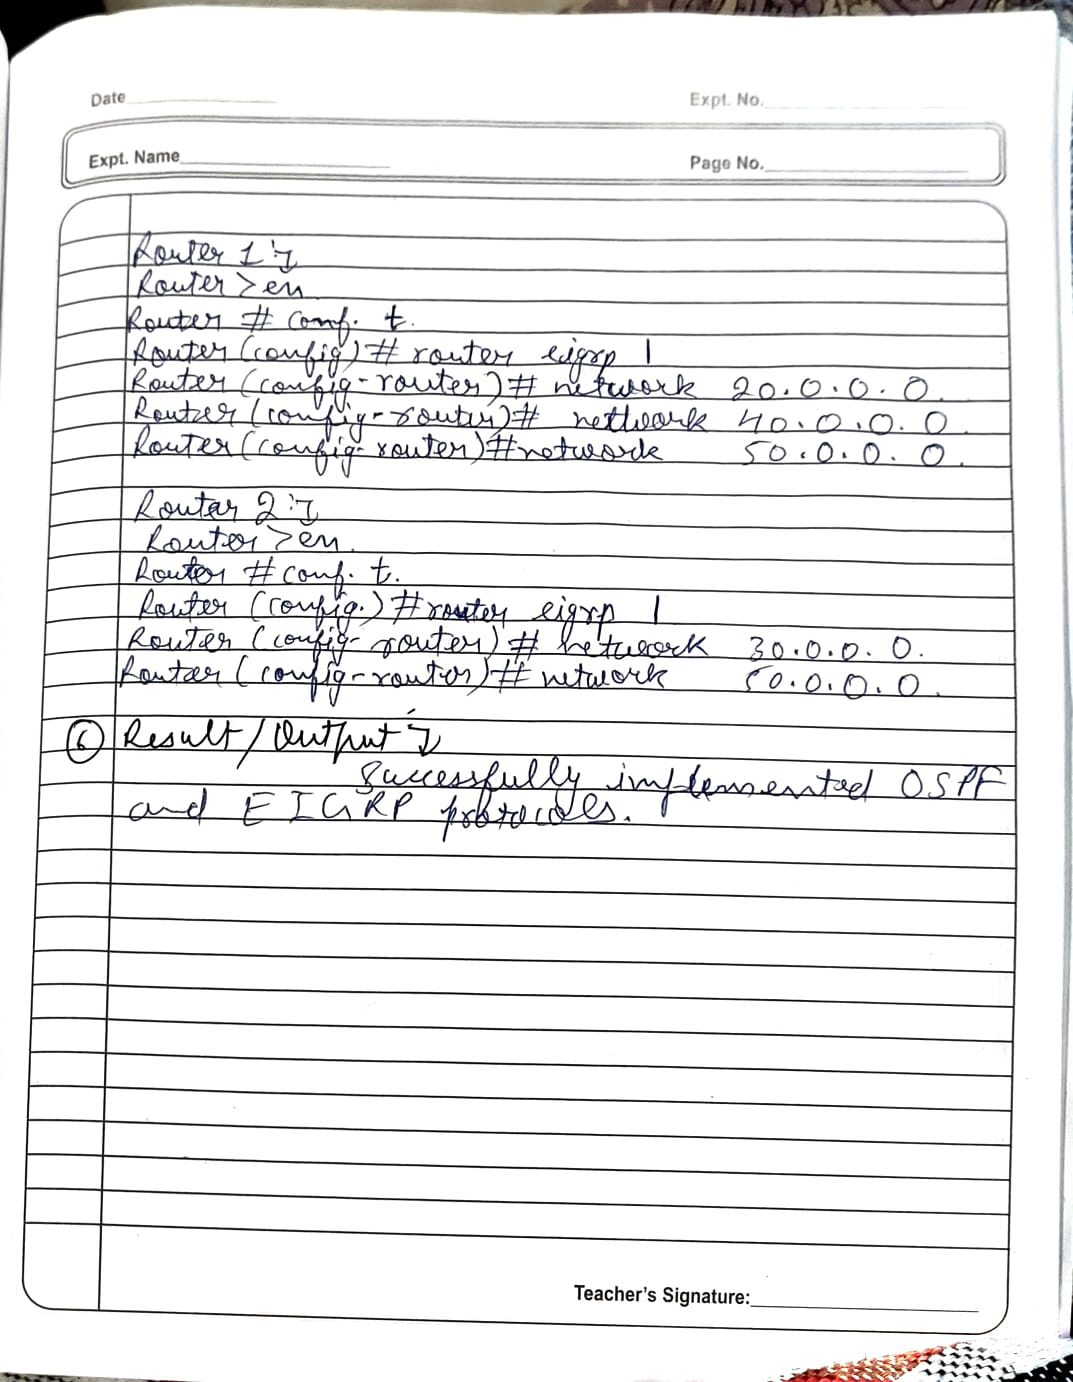 Date
Expt. No.
Expt. Name
Page No.
Router 1:-
Router >en
Router # conf. t.
Router (config) # router eigrp 1
Router (config-router) # network 20.0.0.0.
Router (config-router) # network 40.0.0.0.
Router (config-router) #network 50.0.0.0.
Router 2:-
Router >en.
Router # conf. t.
Router (config.) # router eigrp 1
Router (config-router) # network 30.0.0.0.
Router (config-router) # network 50.0.0.0.
6 Result/Output :-
Successfully implemented OSPF
and EIGRP protocoles.
Teacher's Signature: